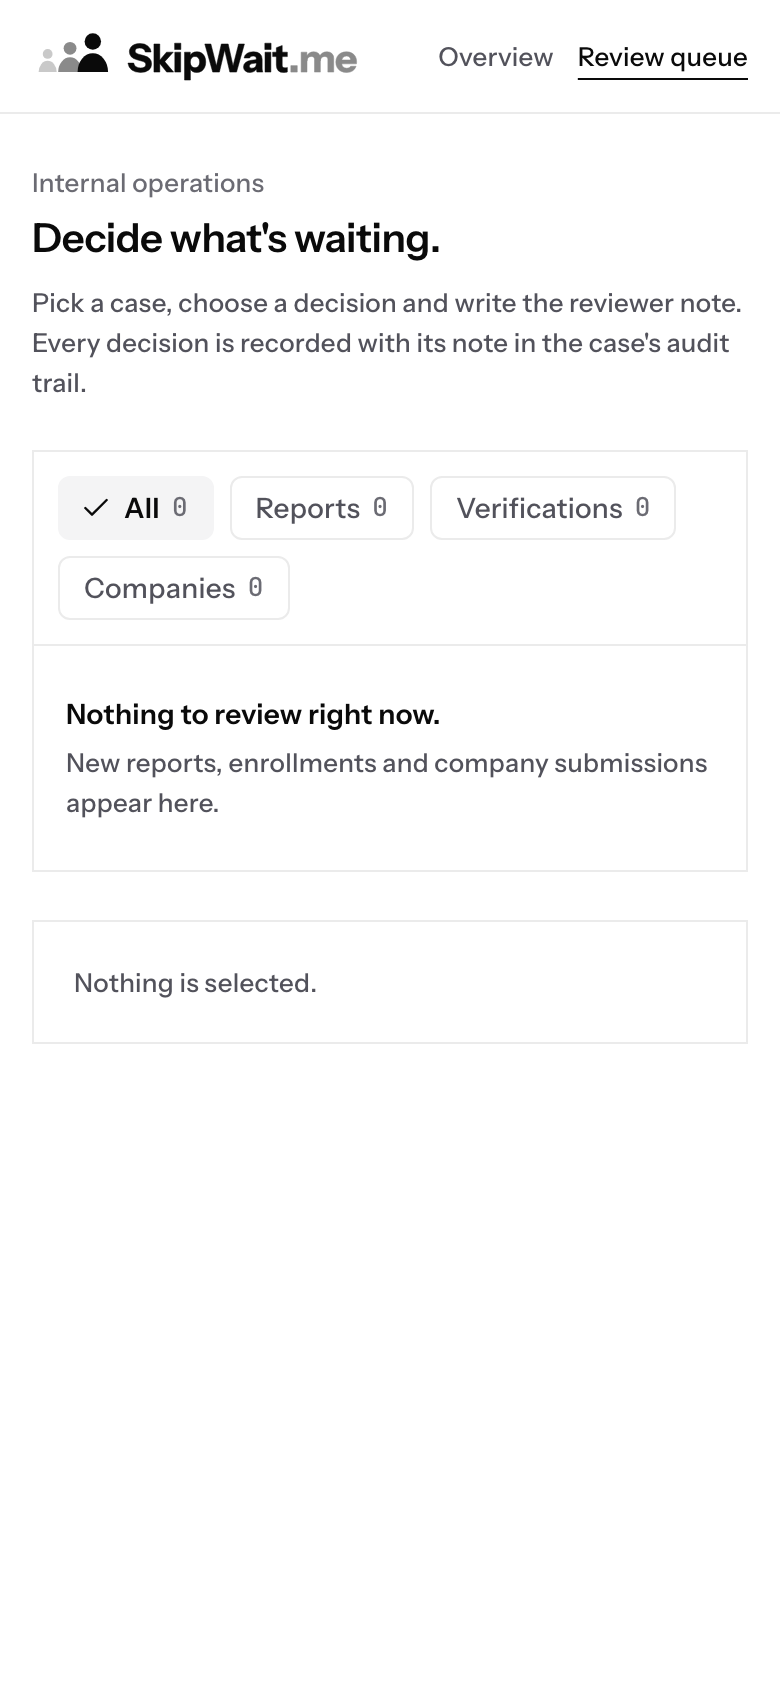 SkipWait.me
Overview
Review queue
Internal operations
Decide what's waiting.
Pick a case, choose a decision and write the reviewer note.
Every decision is recorded with its note in the case's audit
trail.
All 0
Reports 0
Verifications 0
Companies 0
Nothing to review right now.
New reports, enrollments and company submissions
appear here.
Nothing is selected.